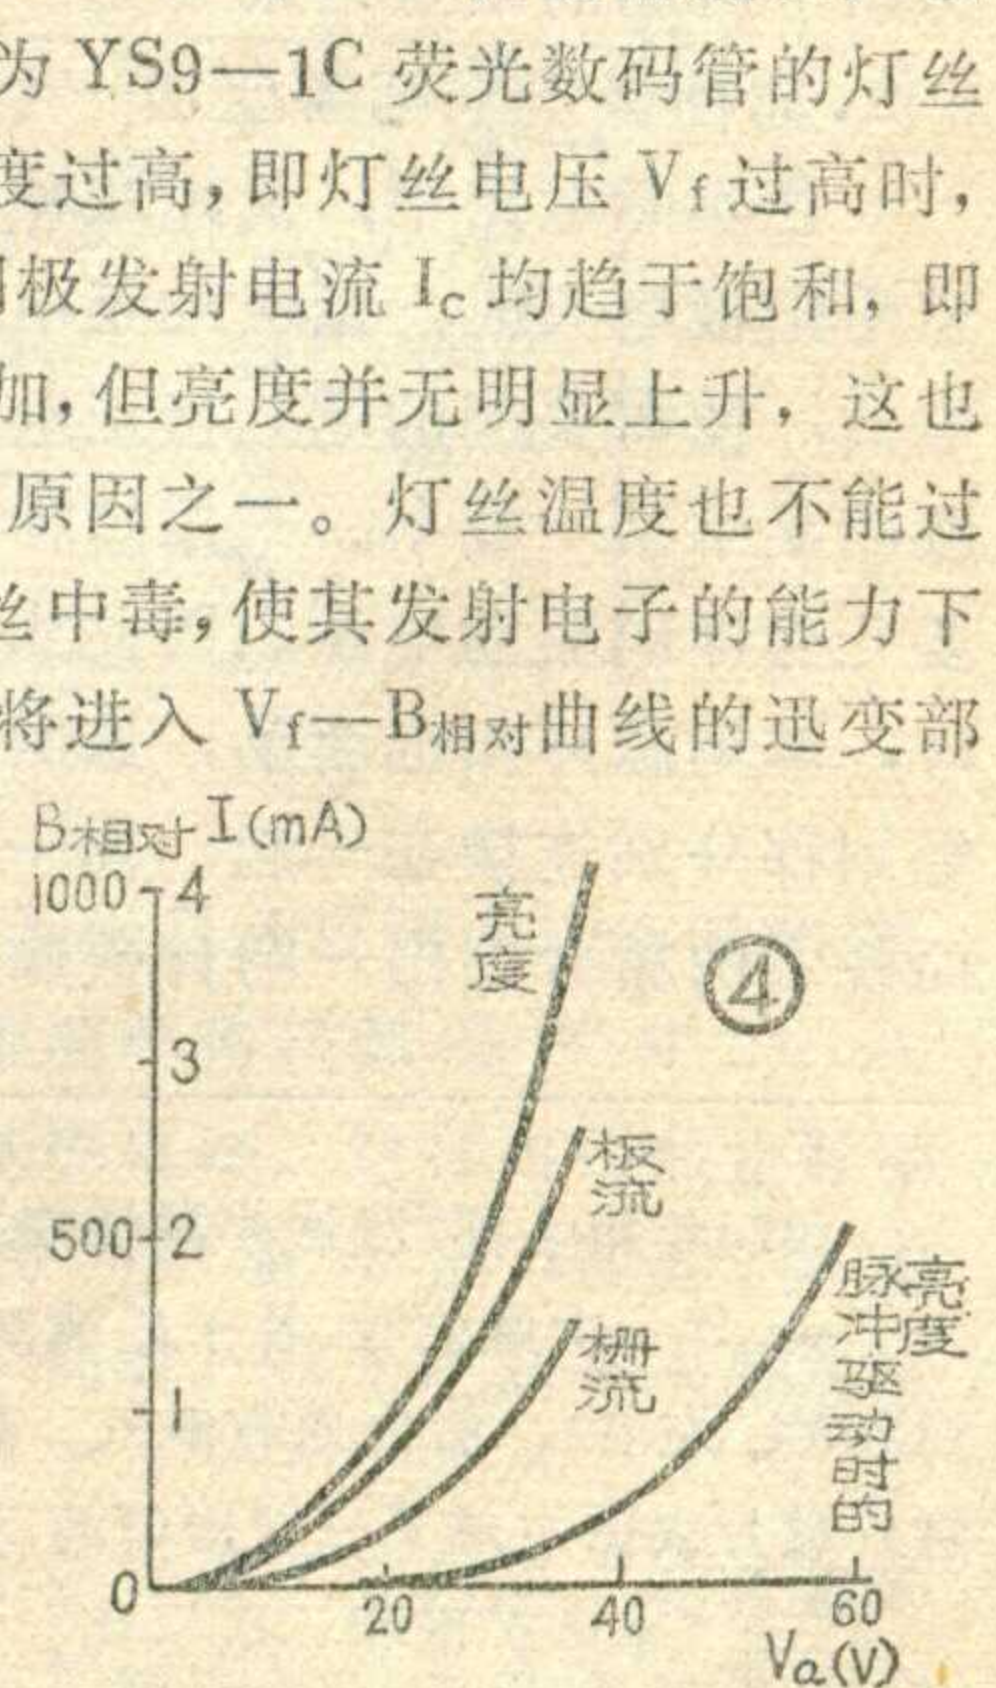 为 YS9—1C 荧光数码管的灯丝
度过高，即灯丝电压 Vf 过高时，
极发射电流 Ic 均趋于饱和，即
加，但亮度并无明显上升，这也
原因之一。灯丝温度也不能过
丝中毒，使其发射电子的能力下
将进入 Vf—B相对曲线的迅变部
B相对 I(mA)
1000 4
亮度
④
3
板流
500 2
脉冲驱动时的亮度
栅流
1
0
20 40 60
Va(V)